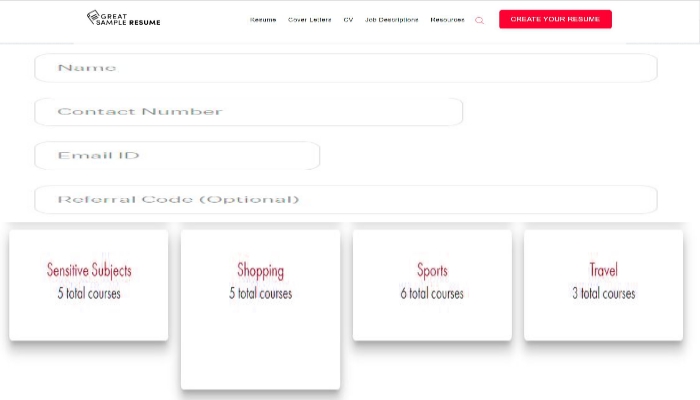 GREAT
SAMPLE RESUME
Resume Cover Letters CV Job Descriptions Resources CREATE YOUR RESUME
Name
Contact Number
Email ID
Referral Code (Optional)
Sensitive Subjects
5 total courses
Shopping
5 total courses
Sports
6 total courses
Travel
3 total courses